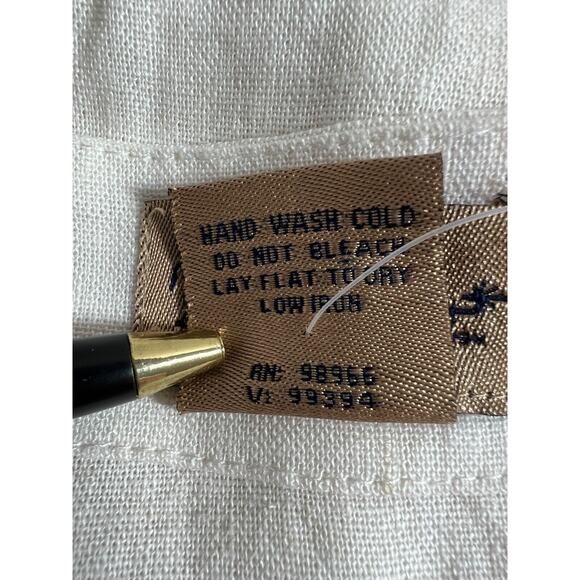 HAND WASH COLD
DO NOT BLEACH
LAY FLAT TO DRY
LOW IRON
RN: 98966
V: 99394